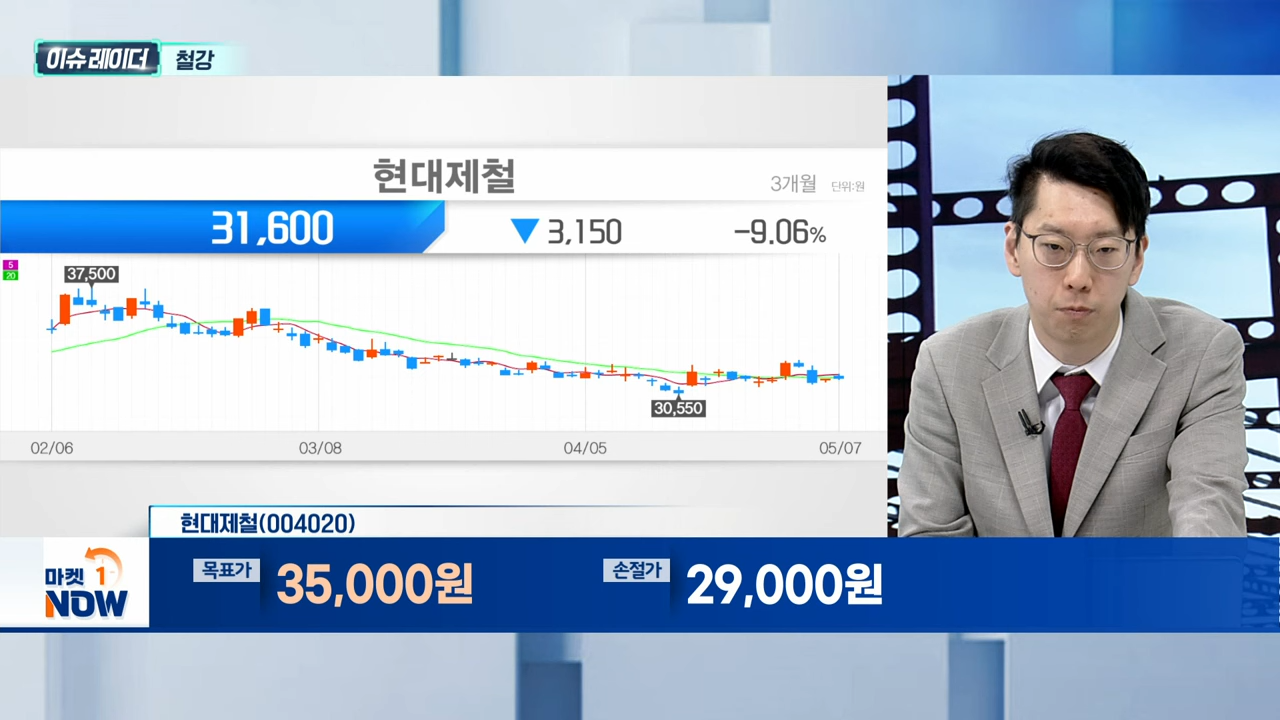 이슈 레이더 철강
현대제철
3개월 단위:원
31,600 ▼ 3,150 -9.06%
5
20
37,500
30,550
02/06 03/08 04/05 05/07
현대제철(004020)
마켓 1
NOW
목표가 35,000원 손절가 29,000원